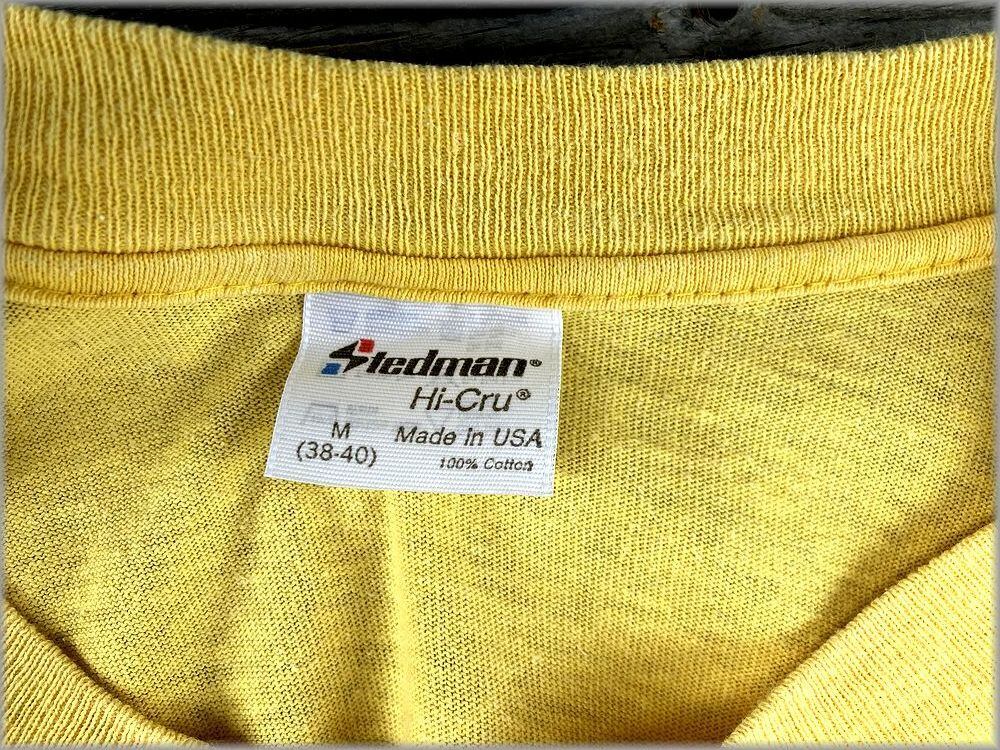 Stedman®
Hi-Cru®
M Made in USA
(38-40) 100% Cotton